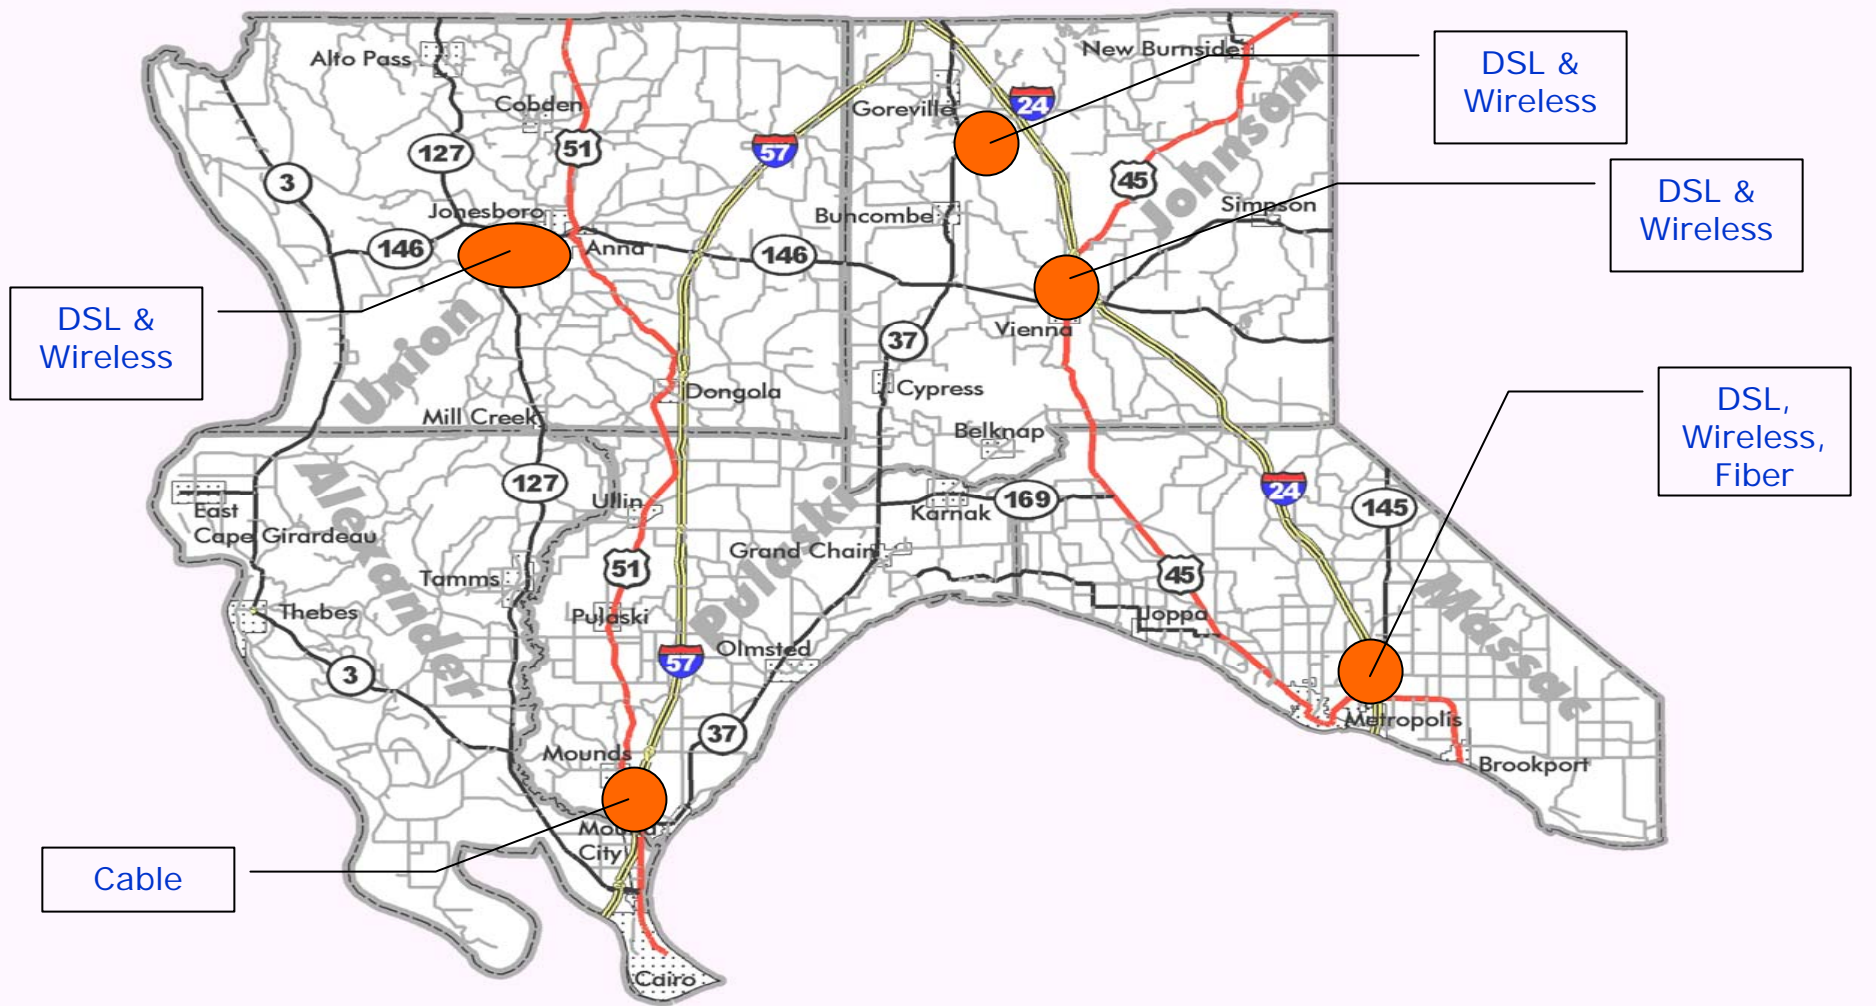 Alto Pass
Cobden
New Burnside
DSL &
Wireless
Goreville
24
127
51
57
Johnson
3
45
DSL &
Wireless
Jonesboro
Buncombe
Simpson
146
Anna
146
DSL &
Wireless
Union
37
Vienna
Mill Creek
Dongola
Cypress
Belknap
DSL,
Wireless,
Fiber
Alexander
127
Ullin
Pulaski
Karnak
169
24
145
East
Cape Girardeau
Grand Chain
Tamms
51
45
Massac
Thebes
Pulaski
Joppa
3
57
Olmsted
Metropolis
37
Mounds
Brookport
Mound
City
Cable
Cairo